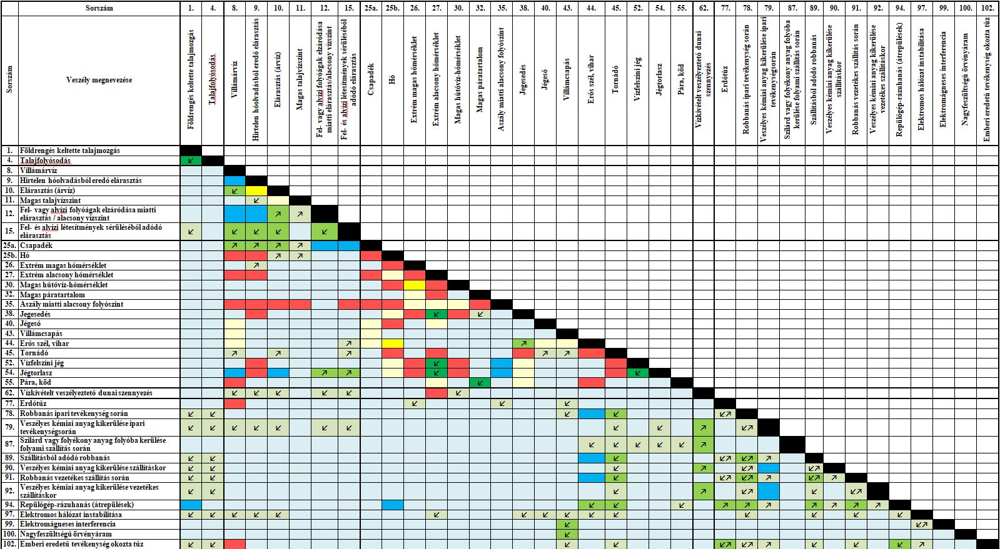 Sorszám 1. 4. 8. 9. 10. 11. 12. 15. 25a. 25b. 26. 27. 30. 32. 35. 38. 40. 43. 44. 45. 52. 54. 55. 62. 77. 78. 79. 87. 89. 90. 91. 92. 94. 97. 99. 100. 102.
Sorszám
Veszély megnevezése
Földrengés keltette talajmozgás
Talajfolyósodás
Villámárvíz
Hirtelen hóolvadásból eredő elárasztás
Elárasztás (árvíz)
Magas talajvízszint
Fel- vagy alvízi folyóágak elzáródása
miatti elárasztás/alacsony vízszint
Fel- és alvízi létesítmények sérüléséből
adódó elárasztás
Csapadék
Hó
Extrém magas hőmérséklet
Extrém alacsony hőmérséklet
Magas hűtővíz-hőmérséklet
Magas páratartalom
Aszály miatti alacsony folyószint
Jegesedés
Jégeső
Villámcsapás
Erős szél, vihar
Tornádó
Vízfelszíni jég
Jégtorlasz
Pára, köd
Vízkivételt veszélyeztető dunai
szennyezés
Erdőtűz
Robbanás ipari tevékenység során
Veszélyes kémiai anyag kikerülése ipari
tevékenységsorán
Szilárd vagy folyékony anyag folyóba
kerülése folyami szállítás során
Szállításból adódó robbanás
Veszélyes kémiai anyag kikerülése
szállításkor
Robbanás vezetékes szállítás során
Veszélyes kémiai anyag kikerülése
vezetékes szállításkor
Repülőgép-rázuhanás (átrepülések)
Elektromos hálózat instabilitása
Elektromágneses interferencia
Nagyfeszültségű örvényáram
Emberi eredetű tevékenység okozta tűz
1. Földrengés keltette talajmozgás
4. Talajfolyósodás
8. Villámárvíz
9. Hirtelen hóolvadásból eredő elárasztás
10. Elárasztás (árvíz)
11. Magas talajvízszint
12. Fel- vagy alvízi folyóágak elzáródása miatti
elárasztás / alacsony vízszint
15. Fel- és alvízi létesítmények sérüléséből adódó
elárasztás
25a. Csapadék
25b. Hó
26. Extrém magas hőmérséklet
27. Extrém alacsony hőmérséklet
30. Magas hűtővíz-hőmérséklet
32. Magas páratartalom
35. Aszály miatti alacsony folyószint
38. Jegesedés
40. Jégeső
43. Villámcsapás
44. Erős szél, vihar
45. Tornádó
52. Vízfelszíni jég
54. Jégtorlasz
55. Pára, köd
62. Vízkivételt veszélyeztető dunai szennyezés
77. Erdőtűz
78. Robbanás ipari tevékenység során
79. Veszélyes kémiai anyag kikerülése ipari
tevékenységsorán
87. Szilárd vagy folyékony anyag folyóba kerülése
folyami szállítás során
89. Szállításból adódó robbanás
90. Veszélyes kémiai anyag kikerülése szállításkor
91. Robbanás vezetékes szállítás során
92. Veszélyes kémiai anyag kikerülése vezetékes
szállításkor
94. Repülőgép-rázuhanás (átrepülések)
97. Elektromos hálózat instabilitása
99. Elektromágneses interferencia
100. Nagyfeszültségű örvényáram
102. Emberi eredetű tevékenység okozta tűz